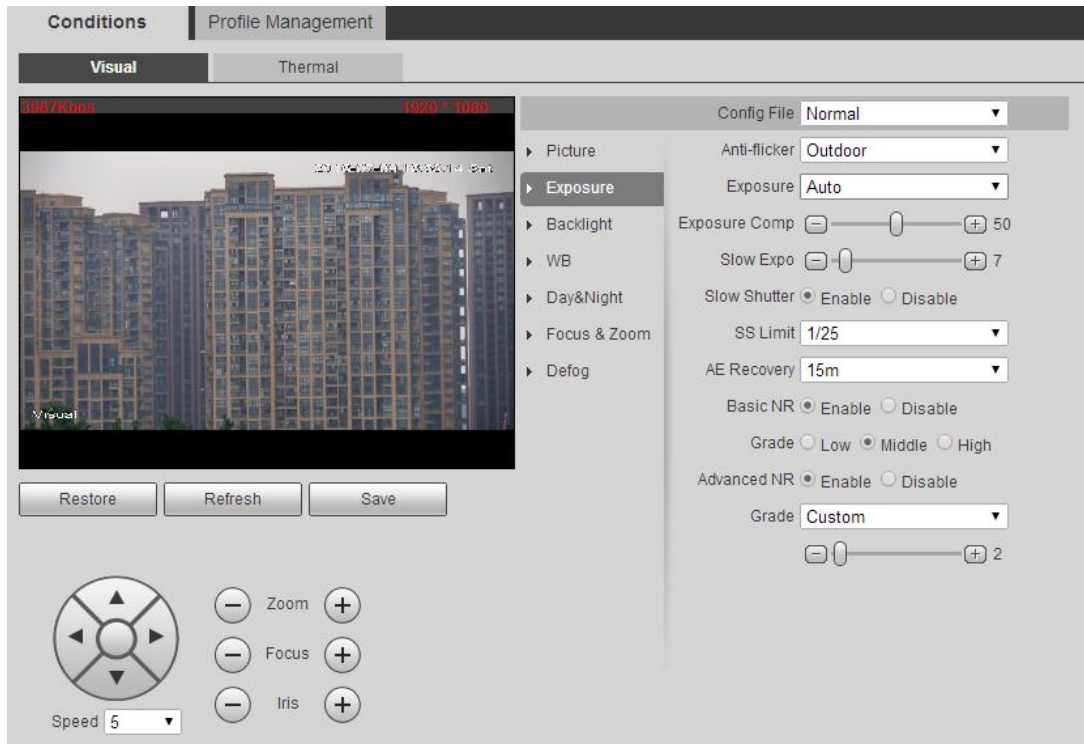 Conditions Profile Management
Visual Thermal
3967Kbps 1920 * 1080
Visual
Restore Refresh Save
Zoom
Focus
Iris
Speed 5
Picture
Exposure
Backlight
WB
Day&Night
Focus & Zoom
Defog
Config File Normal
Anti-flicker Outdoor
Exposure Auto
Exposure Comp 50
Slow Expo 7
Slow Shutter Enable Disable
SS Limit 1/25
AE Recovery 15m
Basic NR Enable Disable
Grade Low Middle High
Advanced NR Enable Disable
Grade Custom
2